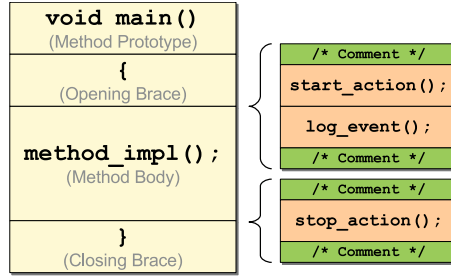 void main()
(Method Prototype)
{
(Opening Brace)
method_impl();
(Method Body)
}
(Closing Brace)
/* Comment */
start_action();
log_event();
/* Comment */
/* Comment */
stop_action();
/* Comment */